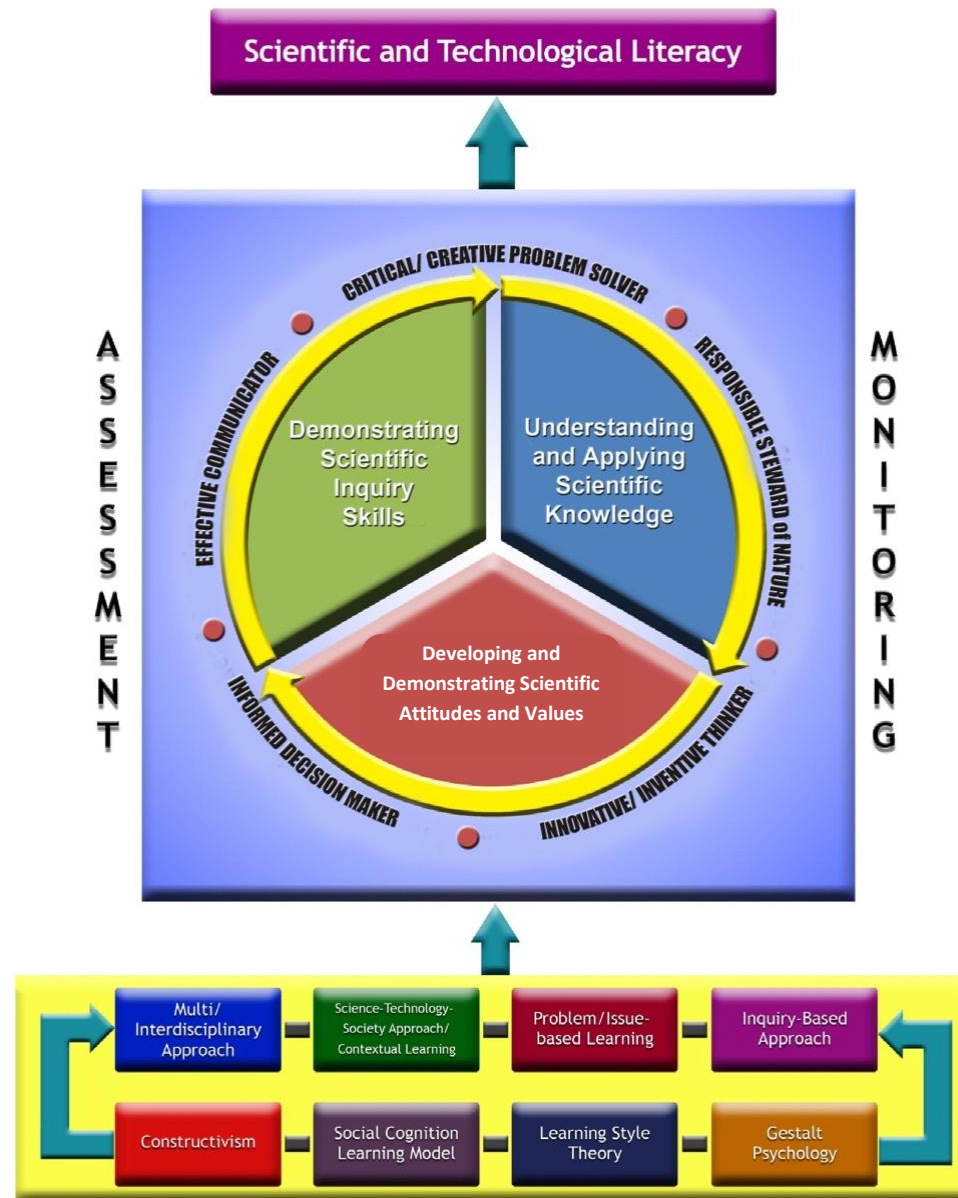 Scientific and Technological Literacy
CRITICAL/ CREATIVE PROBLEM SOLVER
RESPONSIBLE STEWARD of NATURE
INNOVATIVE/ INVENTIVE THINKER
INFORMED DECISION MAKER
EFFECTIVE COMMUNICATOR
ASSESSMENT
MONITORING
Demonstrating
Scientific
Inquiry
Skills
Understanding
and Applying
Scientific
Knowledge
Developing and
Demonstrating Scientific
Attitudes and Values
Multi/
Interdisciplinary
Approach
Science-Technology-
Society Approach/
Contextual Learning
Problem/Issue-
based Learning
Inquiry-Based
Approach
Constructivism
Social Cognition
Learning Model
Learning Style
Theory
Gestalt
Psychology